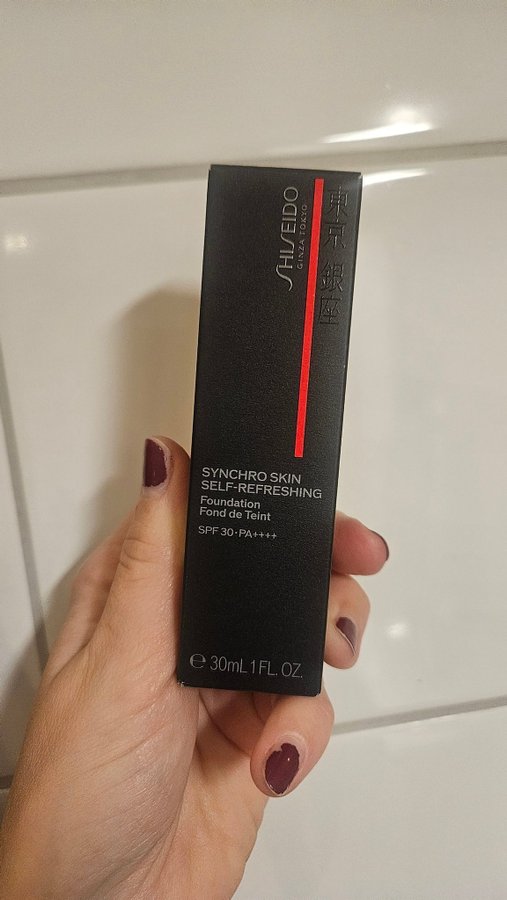 SHISEIDO
GINZA TOKYO
東京 銀座
SYNCHRO SKIN
SELF-REFRESHING
Foundation
Fond de Teint
SPF 30·PA++++
℮ 30mL 1 FL. OZ.